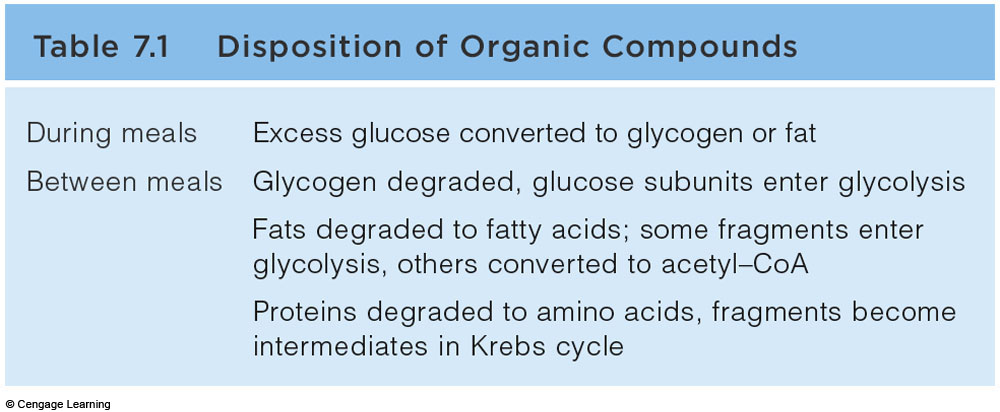 Table 7.1 Disposition of Organic Compounds
During meals Excess glucose converted to glycogen or fat
Between meals Glycogen degraded, glucose subunits enter glycolysis
Fats degraded to fatty acids; some fragments enter
glycolysis, others converted to acetyl–CoA
Proteins degraded to amino acids, fragments become
intermediates in Krebs cycle
© Cengage Learning